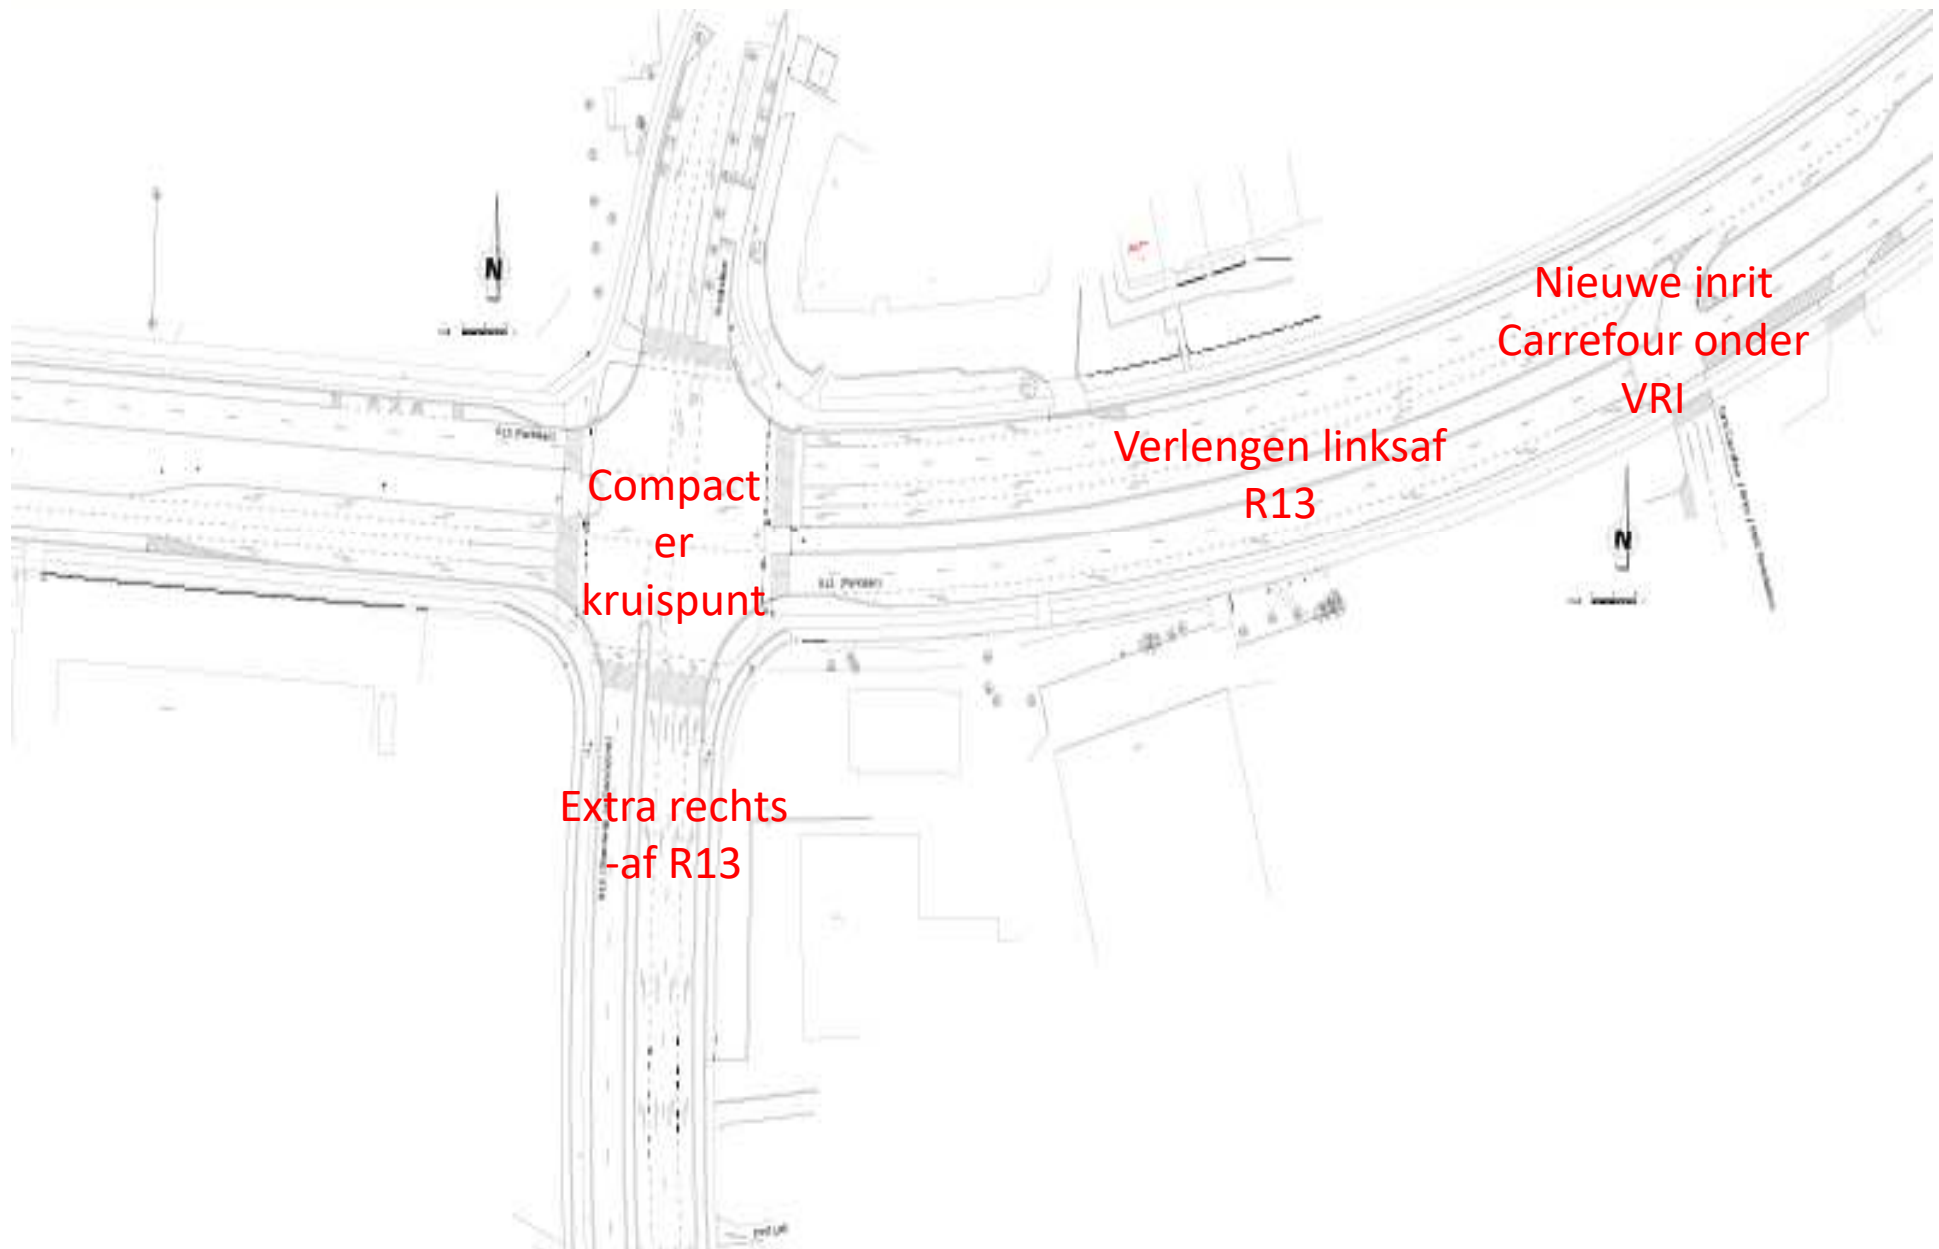 N
Nieuwe inrit
Carrefour onder
VRI
Verlengen linksaf
R13
Compact
er
kruispunt
N
Extra rechts
-af R13